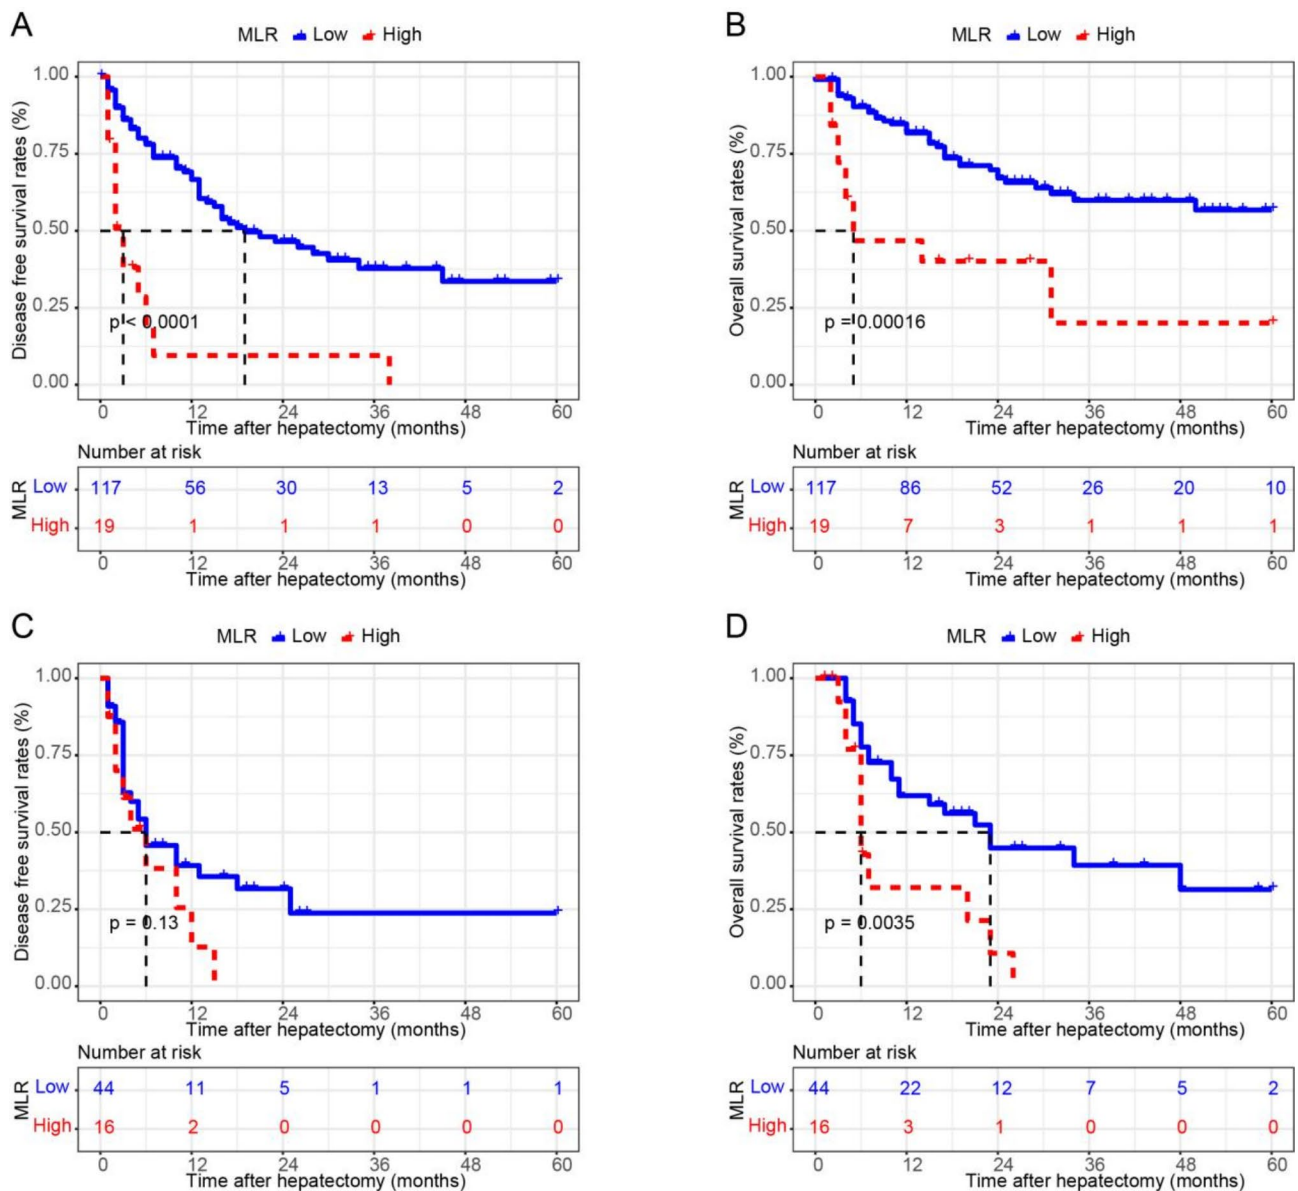 A
MLR Low High
Disease free survival rates (%)
1.00
0.75
0.50
0.25
0.00
p < 0.0001
0 12 24 36 48 60
Time after hepatectomy (months)
Number at risk
MLR
Low 117 56 30 13 5 2
High 19 1 1 1 0 0
0 12 24 36 48 60
Time after hepatectomy (months)
B
MLR Low High
Overall survival rates (%)
1.00
0.75
0.50
0.25
0.00
p = 0.00016
0 12 24 36 48 60
Time after hepatectomy (months)
Number at risk
MLR
Low 117 86 52 26 20 10
High 19 7 3 1 1 1
0 12 24 36 48 60
Time after hepatectomy (months)
C
MLR Low High
Disease free survival rates (%)
1.00
0.75
0.50
0.25
0.00
p = 0.13
0 12 24 36 48 60
Time after hepatectomy (months)
Number at risk
MLR
Low 44 11 5 1 1 1
High 16 2 0 0 0 0
0 12 24 36 48 60
Time after hepatectomy (months)
D
MLR Low High
Overall survival rates (%)
1.00
0.75
0.50
0.25
0.00
p = 0.0035
0 12 24 36 48 60
Time after hepatectomy (months)
Number at risk
MLR
Low 44 22 12 7 5 2
High 16 3 1 0 0 0
0 12 24 36 48 60
Time after hepatectomy (months)